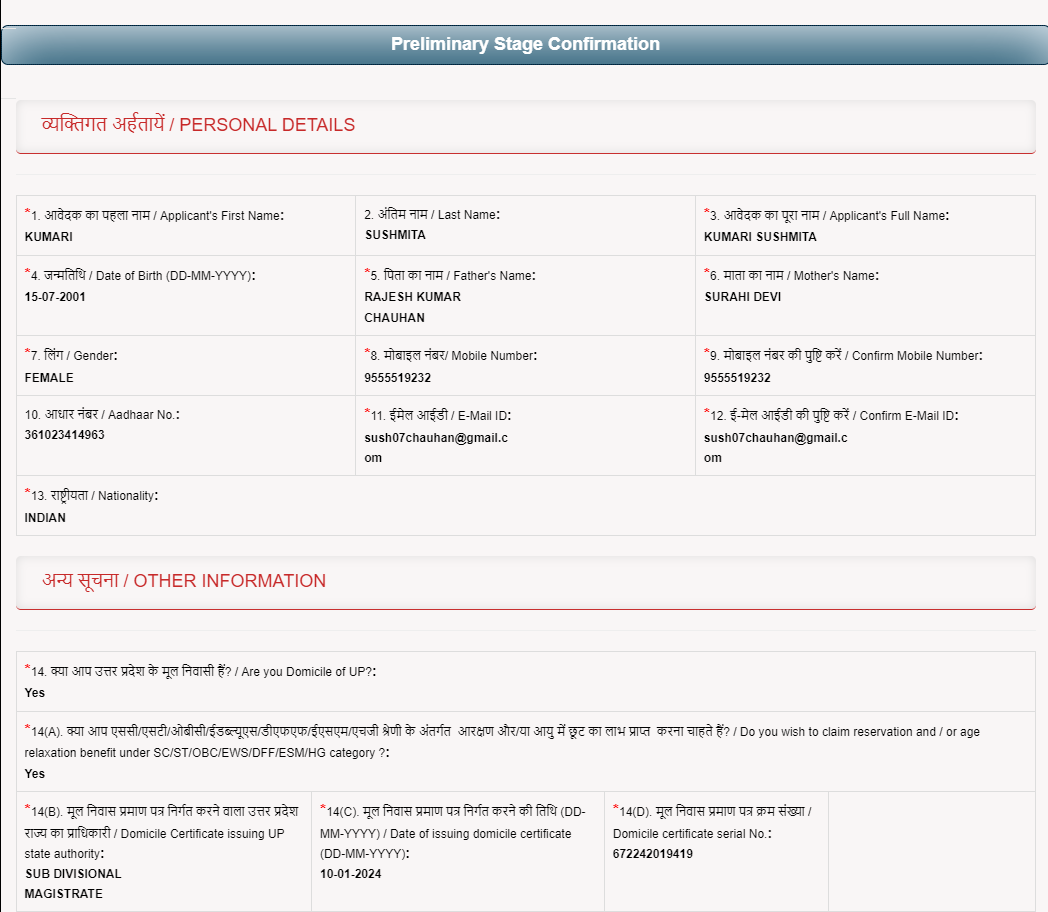 Preliminary Stage Confirmation
व्यक्तिगत अर्हतायें / PERSONAL DETAILS
*1. आवेदक का पहला नाम / Applicant's First Name:
KUMARI
2. अंतिम नाम / Last Name:
SUSHMITA
*3. आवेदक का पूरा नाम / Applicant's Full Name:
KUMARI SUSHMITA
*4. जन्मतिथि / Date of Birth (DD-MM-YYYY):
15-07-2001
*5. पिता का नाम / Father's Name:
RAJESH KUMAR
CHAUHAN
*6. माता का नाम / Mother's Name:
SURAHI DEVI
*7. लिंग / Gender:
FEMALE
*8. मोबाइल नंबर/ Mobile Number:
9555519232
*9. मोबाइल नंबर की पुष्टि करें / Confirm Mobile Number:
9555519232
10. आधार नंबर / Aadhaar No.:
361023414963
*11. ईमेल आईडी / E-Mail ID:
sush07chauhan@gmail.c
om
*12. ई-मेल आईडी की पुष्टि करें / Confirm E-Mail ID:
sush07chauhan@gmail.c
om
*13. राष्ट्रीयता / Nationality:
INDIAN
अन्य सूचना / OTHER INFORMATION
*14. क्या आप उत्तर प्रदेश के मूल निवासी हैं? / Are you Domicile of UP?:
Yes
*14(A). क्या आप एससी/एसटी/ओबीसी/ईडब्ल्यूएस/डीएफएफ/ईएसएम/एचजी श्रेणी के अंतर्गत आरक्षण और/या आयु में छूट का लाभ प्राप्त करना चाहते हैं? / Do you wish to claim reservation and / or age
relaxation benefit under SC/ST/OBC/EWS/DFF/ESM/HG category ?:
Yes
*14(B). मूल निवास प्रमाण पत्र निर्गत करने वाला उत्तर प्रदेश
राज्य का प्राधिकारी / Domicile Certificate issuing UP
state authority:
SUB DIVISIONAL
MAGISTRATE
*14(C). मूल निवास प्रमाण पत्र निर्गत करने की तिथि (DD-
MM-YYYY) / Date of issuing domicile certificate
(DD-MM-YYYY):
10-01-2024
*14(D). मूल निवास प्रमाण पत्र क्रम संख्या /
Domicile certificate serial No.:
672242019419